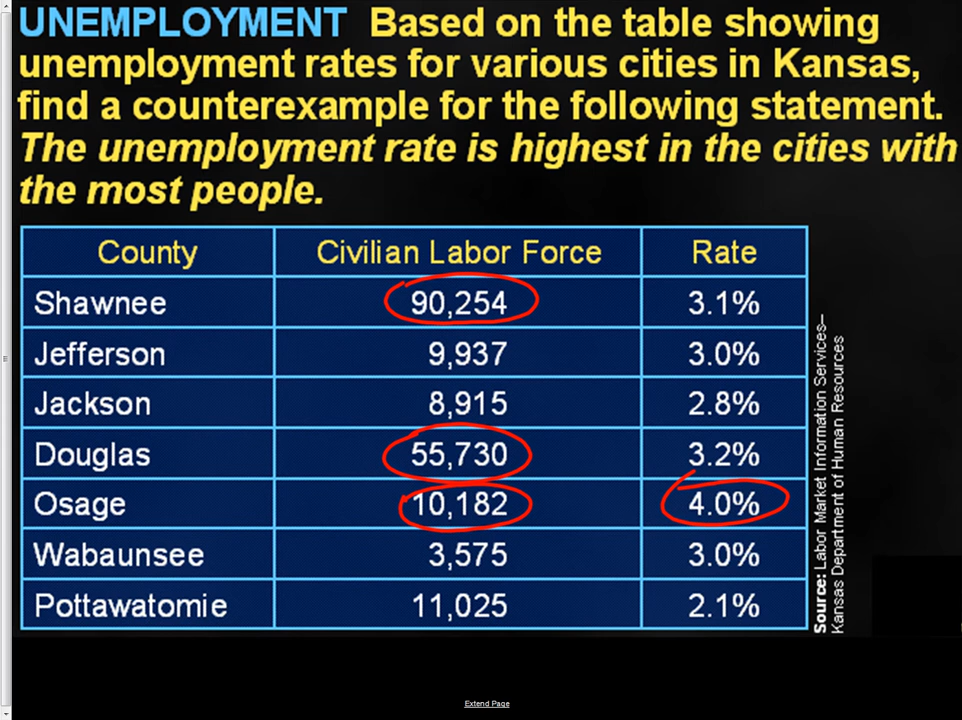 UNEMPLOYMENT Based on the table showing
unemployment rates for various cities in Kansas,
find a counterexample for the following statement.
The unemployment rate is highest in the cities with
the most people.
County Civilian Labor Force Rate
Shawnee 90,254 3.1%
Jefferson 9,937 3.0%
Jackson 8,915 2.8%
Douglas 55,730 3.2%
Osage 10,182 4.0%
Wabaunsee 3,575 3.0%
Pottawatomie 11,025 2.1%
Source: Labor Market Information Services–
Kansas Department of Human Resources
Extend Page